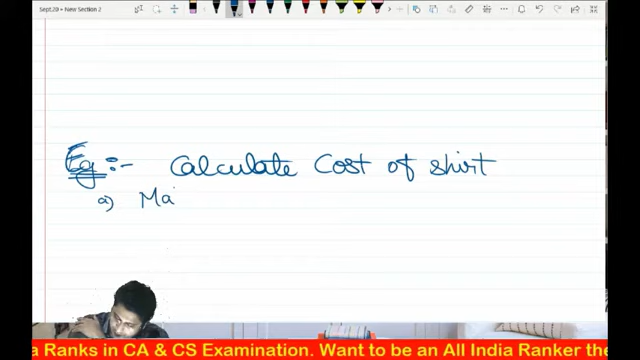 Sept.20 » New Section 2
Eg :- Calculate Cost of shirt
a) Ma
a Ranks in CA & CS Examination. Want to be an All India Ranker the